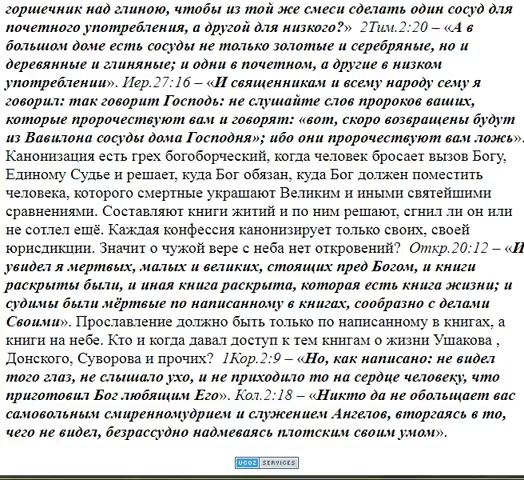 горшечник над глиною, чтобы из той же смеси сделать один сосуд для
почетного употребления, а другой для низкого?»  2Тим.2:20 – «А в
большом доме есть сосуды не только золотые и серебряные, но и
деревянные и глиняные; и одни в почетном, а другие в низком
употреблении». Иер.27:16 – «И священникам и всему народу сему я
говорил: так говорит Господь: не слушайте слов пророков ваших,
которые пророчествуют вам и говорят: «вот, скоро возвращены будут
из Вавилона сосуды дома Господня»; ибо они пророчествуют вам ложь».
Канонизация есть грех богоборческий, когда человек бросает вызов Богу,
Единому Судье и решает, куда Бог обязан, куда Бог должен поместить
человека, которого смертные украшают Великим и иными святейшими
сравнениями. Составляют книги житий и по ним решают, сгнил ли он или
не сотлел ещё. Каждая конфессия канонизирует только своих, своей
юрисдикции. Значит о чужой вере с неба нет откровений?  Откр.20:12 – «И
увидел я мертвых, малых и великих, стоящих пред Богом, и книги
раскрыты были, и иная книга раскрыта, которая есть книга жизни; и
судимы были мёртвые по написанному в книгах, сообразно с делами
Своими». Прославление должно быть только по написанному в книгах, а
книги на небе. Кто и когда давал доступ к тем книгам о жизни Ушакова ,
Донского, Суворова и прочих?  1Кор.2:9 – «Но, как написано: не видел
того глаз, не слышало ухо, и не приходило то на сердце человеку, что
приготовил Бог любящим Его». Кол.2:18 – «Никто да не обольщает вас
самовольным смиренномудрием и служением Ангелов, вторгаясь в то,
чего не видел, безрассудно надмеваясь плотским своим умом».
UCOZ SERVICES